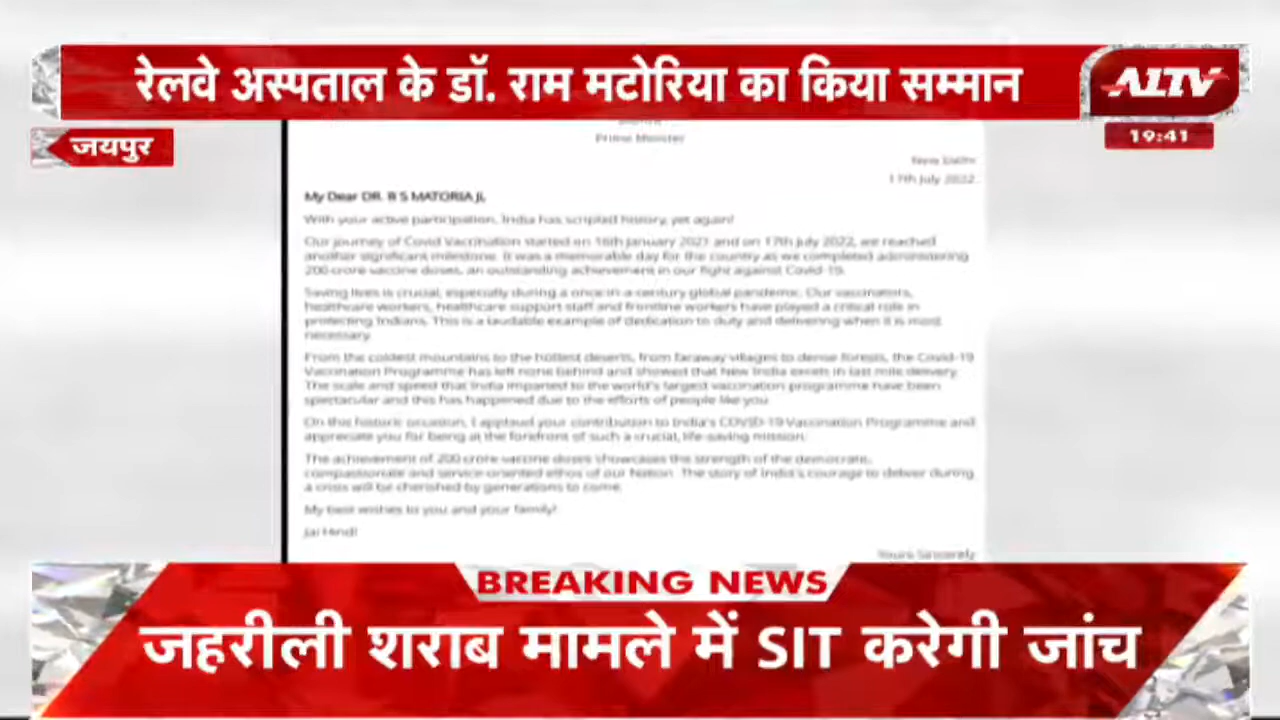 रेलवे अस्पताल के डॉ. राम मटोरिया का किया सम्मान
A1TV
जयपुर
19:41
Prime Minister
New Delhi
17th July 2022
My Dear DR. R S MATORIA Ji,
With your active participation, India has scripted history, yet again!
Our journey of Covid Vaccination started on 16th January 2021 and on 17th July 2022, we reached
another significant milestone. It was a memorable day for the country as we completed administering
200 crore vaccine doses, an outstanding achievement in our fight against Covid-19.
Saving lives is crucial, especially during a once in a century global pandemic. Our vaccinators,
healthcare workers, healthcare support staff and frontline workers have played a critical role in
protecting Indians. This is a laudable example of dedication to duty and delivering when it is most
necessary.
From the coldest mountains to the hottest deserts, from faraway villages to dense forests, the Covid-19
Vaccination Programme has left none behind and showed that New India excels in last mile delivery.
The scale and speed that India imparted to the world's largest vaccination programme have been
spectacular and this has happened due to the efforts of people like you.
On this historic occasion, I applaud your contribution to India's COVID-19 Vaccination Programme and
appreciate you for being at the forefront of such a crucial, life-saving mission.
The achievement of 200 crore vaccine doses showcases the strength of the democratic,
compassionate and service-oriented ethos of our Nation. The story of India's courage to deliver during
a crisis will be cherished by generations to come.
My best wishes to you and your family!
Jai Hind!
Yours Sincerely
BREAKING NEWS
जहरीली शराब मामले में SIT करेगी जांच